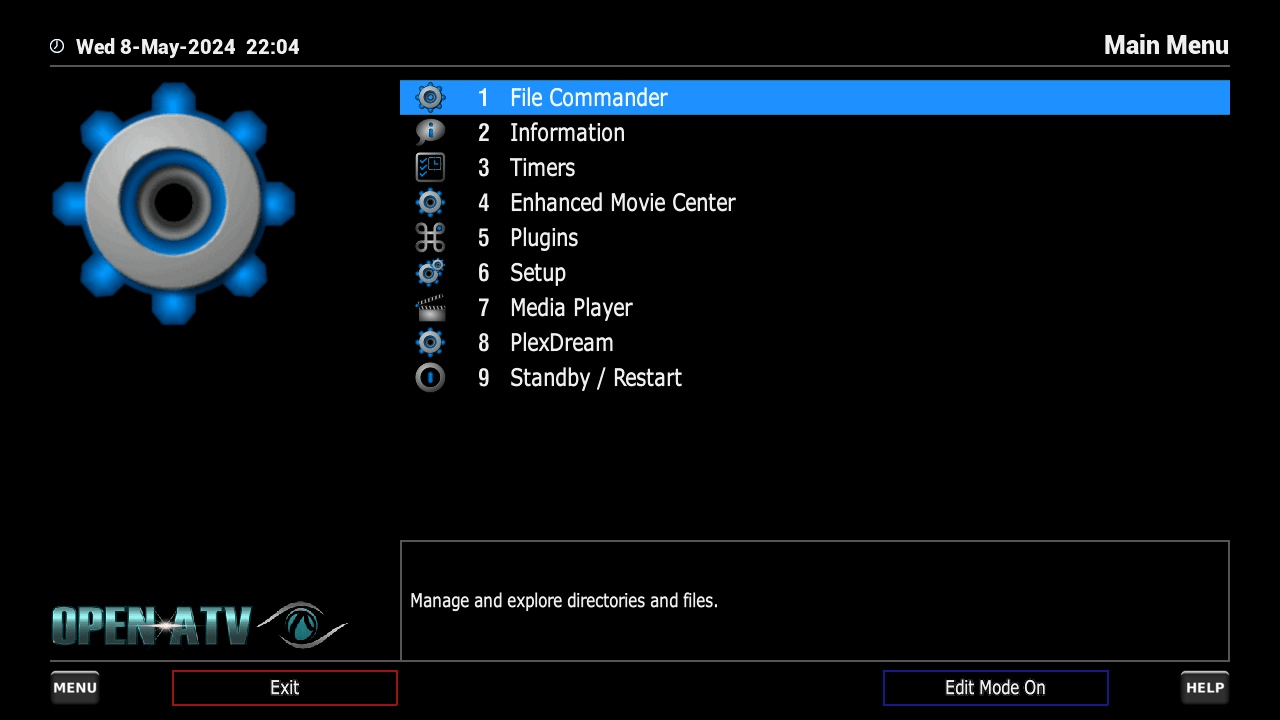 Wed 8-May-2024 22:04
Main Menu
1 File Commander
2 Information
3 Timers
4 Enhanced Movie Center
5 Plugins
6 Setup
7 Media Player
8 PlexDream
9 Standby / Restart
Manage and explore directories and files.
OPEN ATV
MENU
Exit
Edit Mode On
HELP